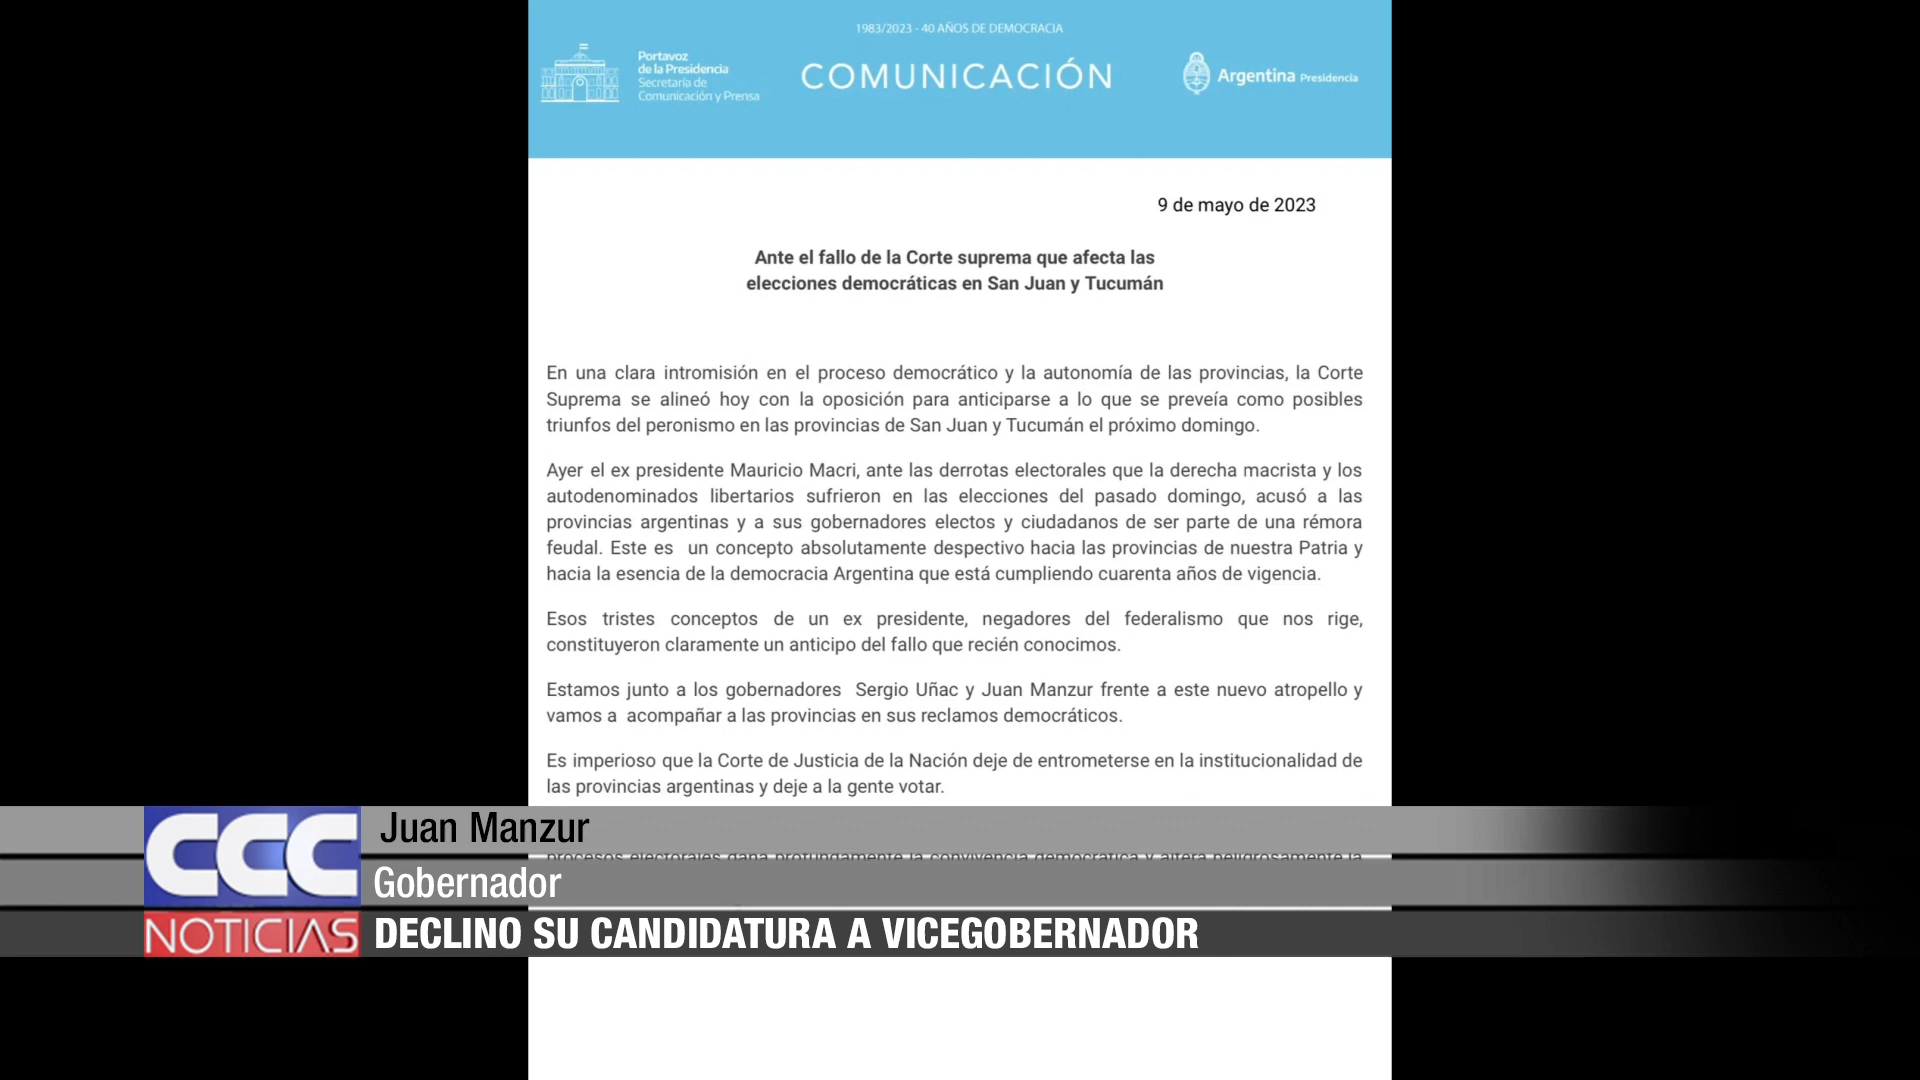 1983/2023 - 40 AÑOS DE DEMOCRACIA
Portavoz
de la Presidencia
Secretaría de
Comunicación y Prensa
COMUNICACIÓN
Argentina Presidencia
9 de mayo de 2023
Ante el fallo de la Corte suprema que afecta las
elecciones democráticas en San Juan y Tucumán
En una clara intromisión en el proceso democrático y la autonomía de las provincias, la Corte
Suprema se alineó hoy con la oposición para anticiparse a lo que se preveía como posibles
triunfos del peronismo en las provincias de San Juan y Tucumán el próximo domingo.
Ayer el ex presidente Mauricio Macri, ante las derrotas electorales que la derecha macrista y los
autodenominados libertarios sufrieron en las elecciones del pasado domingo, acusó a las
provincias argentinas y a sus gobernadores electos y ciudadanos de ser parte de una rémora
feudal. Este es un concepto absolutamente despectivo hacia las provincias de nuestra Patria y
hacia la esencia de la democracia Argentina que está cumpliendo cuarenta años de vigencia.
Esos tristes conceptos de un ex presidente, negadores del federalismo que nos rige,
constituyeron claramente un anticipo del fallo que recién conocimos.
Estamos junto a los gobernadores Sergio Uñac y Juan Manzur frente a este nuevo atropello y
vamos a acompañar a las provincias en sus reclamos democráticos.
Es imperioso que la Corte de Justicia de la Nación deje de entrometerse en la institucionalidad de
las provincias argentinas y deje a la gente votar.
procesos electorales daña profundamente la convivencia democrática y altera peligrosamente la
CCC
NOTICIAS
Juan Manzur
Gobernador
DECLINO SU CANDIDATURA A VICEGOBERNADOR